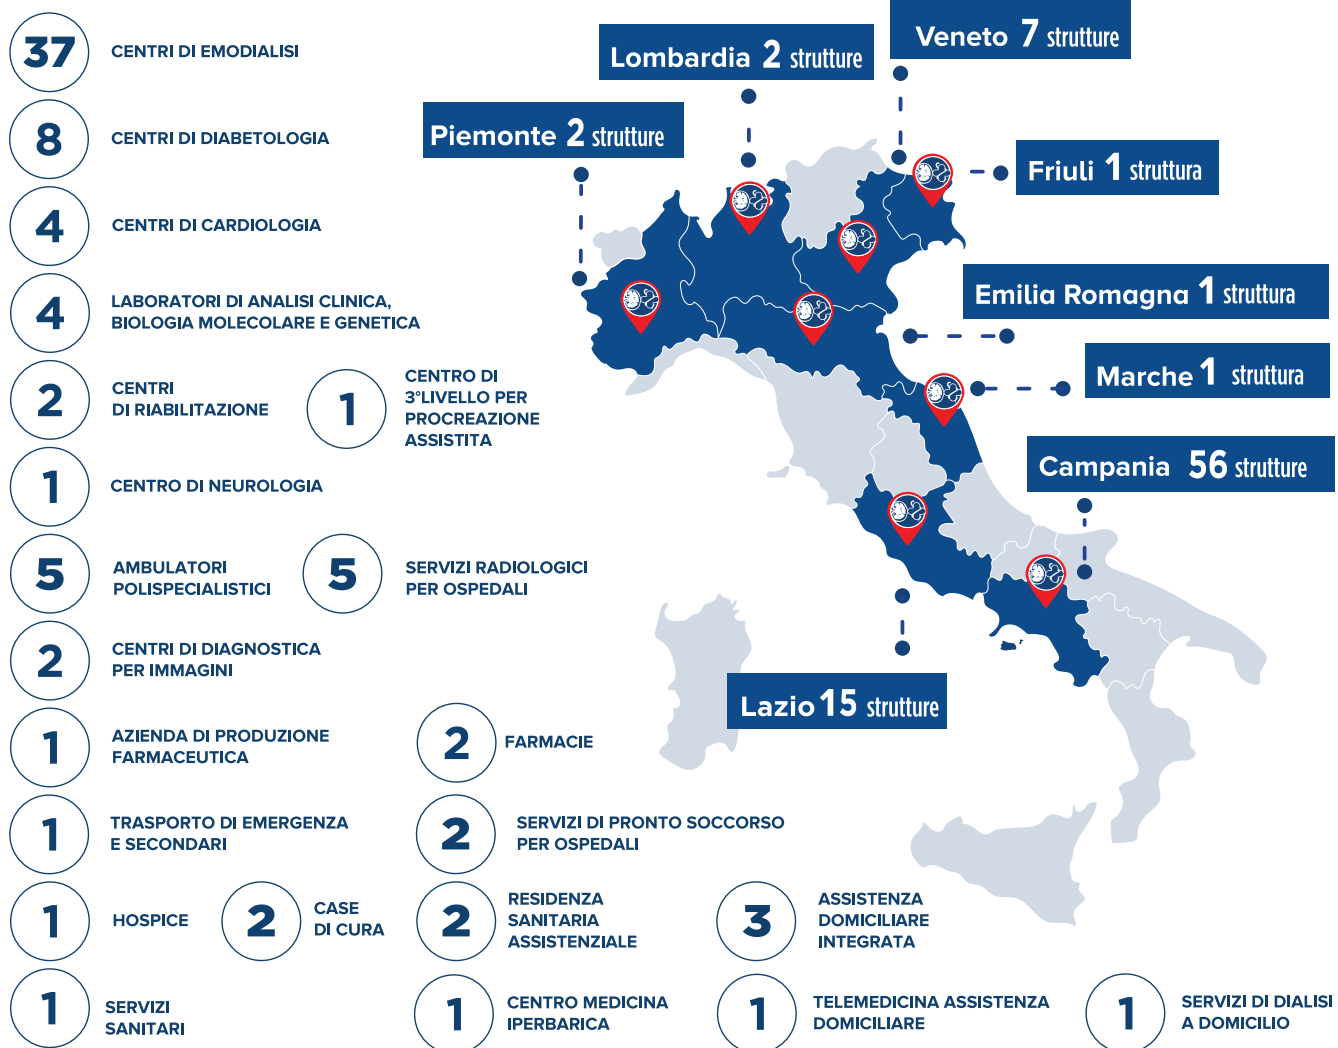 37 CENTRI DI EMODIALISI
8 CENTRI DI DIABETOLOGIA
4 CENTRI DI CARDIOLOGIA
4 LABORATORI DI ANALISI CLINICA,
BIOLOGIA MOLECOLARE E GENETICA
2 CENTRI
DI RIABILITAZIONE
1 CENTRO DI
3°LIVELLO PER
PROCREAZIONE
ASSISTITA
1 CENTRO DI NEUROLOGIA
5 AMBULATORI
POLISPECIALISTICI
5 SERVIZI RADIOLOGICI
PER OSPEDALI
2 CENTRI DI DIAGNOSTICA
PER IMMAGINI
1 AZIENDA DI PRODUZIONE
FARMACEUTICA
2 FARMACIE
1 TRASPORTO DI EMERGENZA
E SECONDARI
2 SERVIZI DI PRONTO SOCCORSO
PER OSPEDALI
1 HOSPICE
2 CASE
DI CURA
2 RESIDENZA
SANITARIA
ASSISTENZIALE
3 ASSISTENZA
DOMICILIARE
INTEGRATA
1 SERVIZI
SANITARI
1 CENTRO MEDICINA
IPERBARICA
1 TELEMEDICINA ASSISTENZA
DOMICILIARE
1 SERVIZI DI DIALISI
A DOMICILIO
Veneto 7 strutture
Lombardia 2 strutture
Piemonte 2 strutture
Friuli 1 struttura
Emilia Romagna 1 struttura
Marche 1 struttura
Campania 56 strutture
Lazio 15 strutture